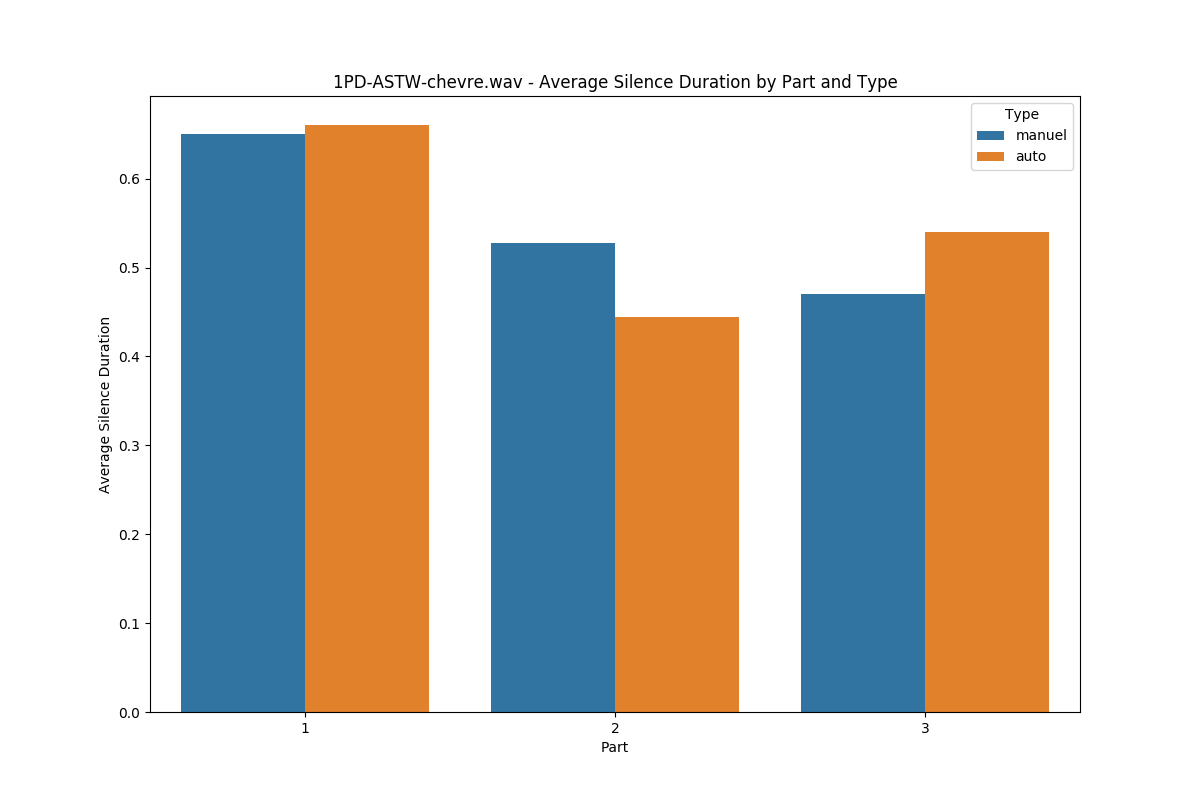 1PD-ASTW-chevre.wav - Average Silence Duration by Part and Type
Type
manuel
auto
Average Silence Duration
0.6
0.5
0.4
0.3
0.2
0.1
0.0
1 2 3
Part